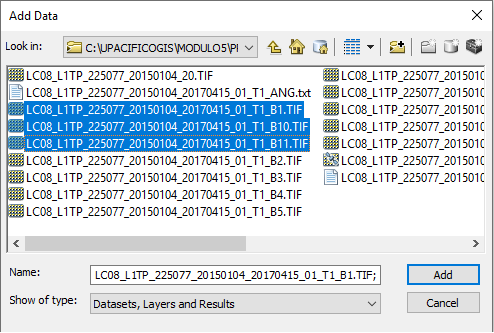 Add Data
Look in: C:\UPACIFICOGIS\MODULO5\PI
LC08_L1TP_225077_20150104_20.TIF
LC08_L1TP_225077_20150104_20170415_01_T1_ANG.txt
LC08_L1TP_225077_20150104_20170415_01_T1_B1.TIF
LC08_L1TP_225077_20150104_20170415_01_T1_B10.TIF
LC08_L1TP_225077_20150104_20170415_01_T1_B11.TIF
LC08_L1TP_225077_20150104_20170415_01_T1_B2.TIF
LC08_L1TP_225077_20150104_20170415_01_T1_B3.TIF
LC08_L1TP_225077_20150104_20170415_01_T1_B4.TIF
LC08_L1TP_225077_20150104_20170415_01_T1_B5.TIF
LC08_L1TP_225077_2015010
LC08_L1TP_225077_2015010
LC08_L1TP_225077_2015010
LC08_L1TP_225077_2015010
LC08_L1TP_225077_2015010
LC08_L1TP_225077_2015010
LC08_L1TP_225077_2015010
Name: LC08_L1TP_225077_20150104_20170415_01_T1_B1.TIF;
Add
Show of type: Datasets, Layers and Results
Cancel